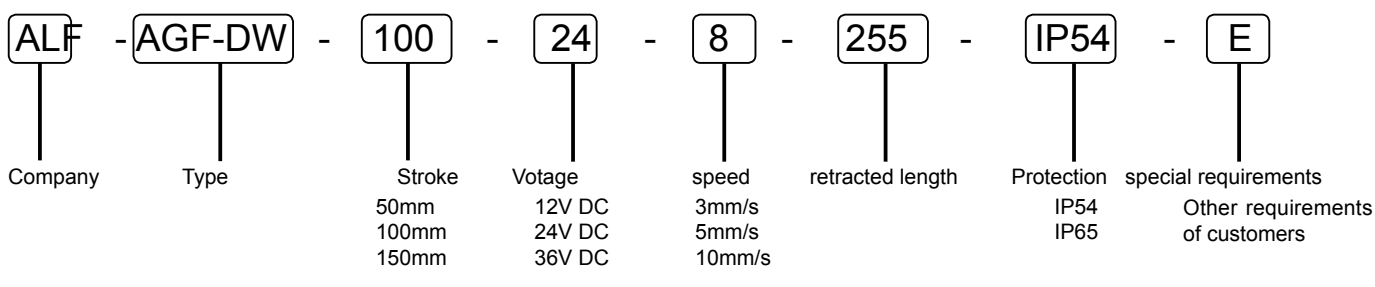 ALF - AGF-DW - 100 - 24 - 8 - 255 - IP54 - E
Company Type Stroke Votage speed retracted length Protection special requirements
50mm 12V DC 3mm/s IP54 Other requirements
100mm 24V DC 5mm/s IP65 of customers
150mm 36V DC 10mm/s